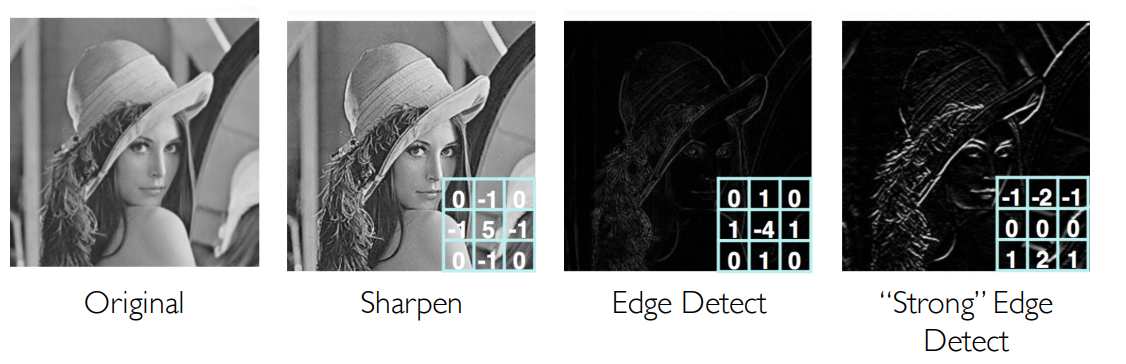 0 -1 0
-1 5 -1
0 -1 0
0 1 0
1 -4 1
0 1 0
-1 -2 -1
0 0 0
1 2 1
Original
Sharpen
Edge Detect
“Strong” Edge
Detect